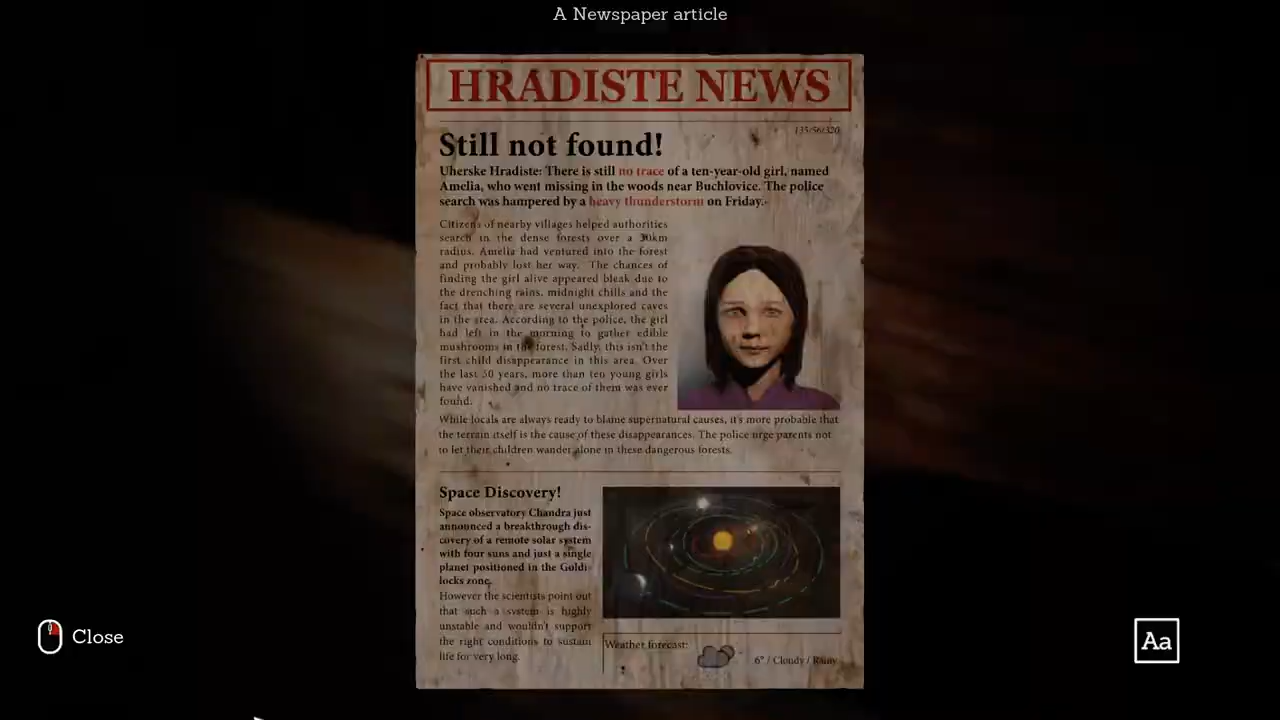 A Newspaper article
HRADISTE NEWS
135/56/320
Still not found!
Uherske Hradiste: There is still no trace of a ten-year-old girl, named
Amelia, who went missing in the woods near Buchlovice. The police
search was hampered by a heavy thunderstorm on Friday.
Citizens of nearby villages helped authorities
search in the dense forests over a 30km
radius. Amelia had ventured into the forest
and probably lost her way. The chances of
finding the girl alive appeared bleak due to
the drenching rains, midnight chills and the
fact that there are several unexplored caves
in the area. According to the police, the girl
had left in the morning to gather edible
mushrooms in the forest. Sadly, this isn't the
first child disappearance in this area. Over
the last 50 years, more than ten young girls
have vanished and no trace of them was ever
found.
While locals are always ready to blame supernatural causes, it's more probable that
the terrain itself is the cause of these disappearances. The police urge parents not
to let their children wander alone in these dangerous forests.
Space Discovery!
Space observatory Chandra just
announced a breakthrough dis-
covery of a remote solar system
with four suns and just a single
planet positioned in the Goldi-
locks zone.
However the scientists point out
that such a system is highly
unstable and wouldn't support
the right conditions to sustain
life for very long.
Weather forecast:
6° / Cloudy / Rainy
Close
Aa